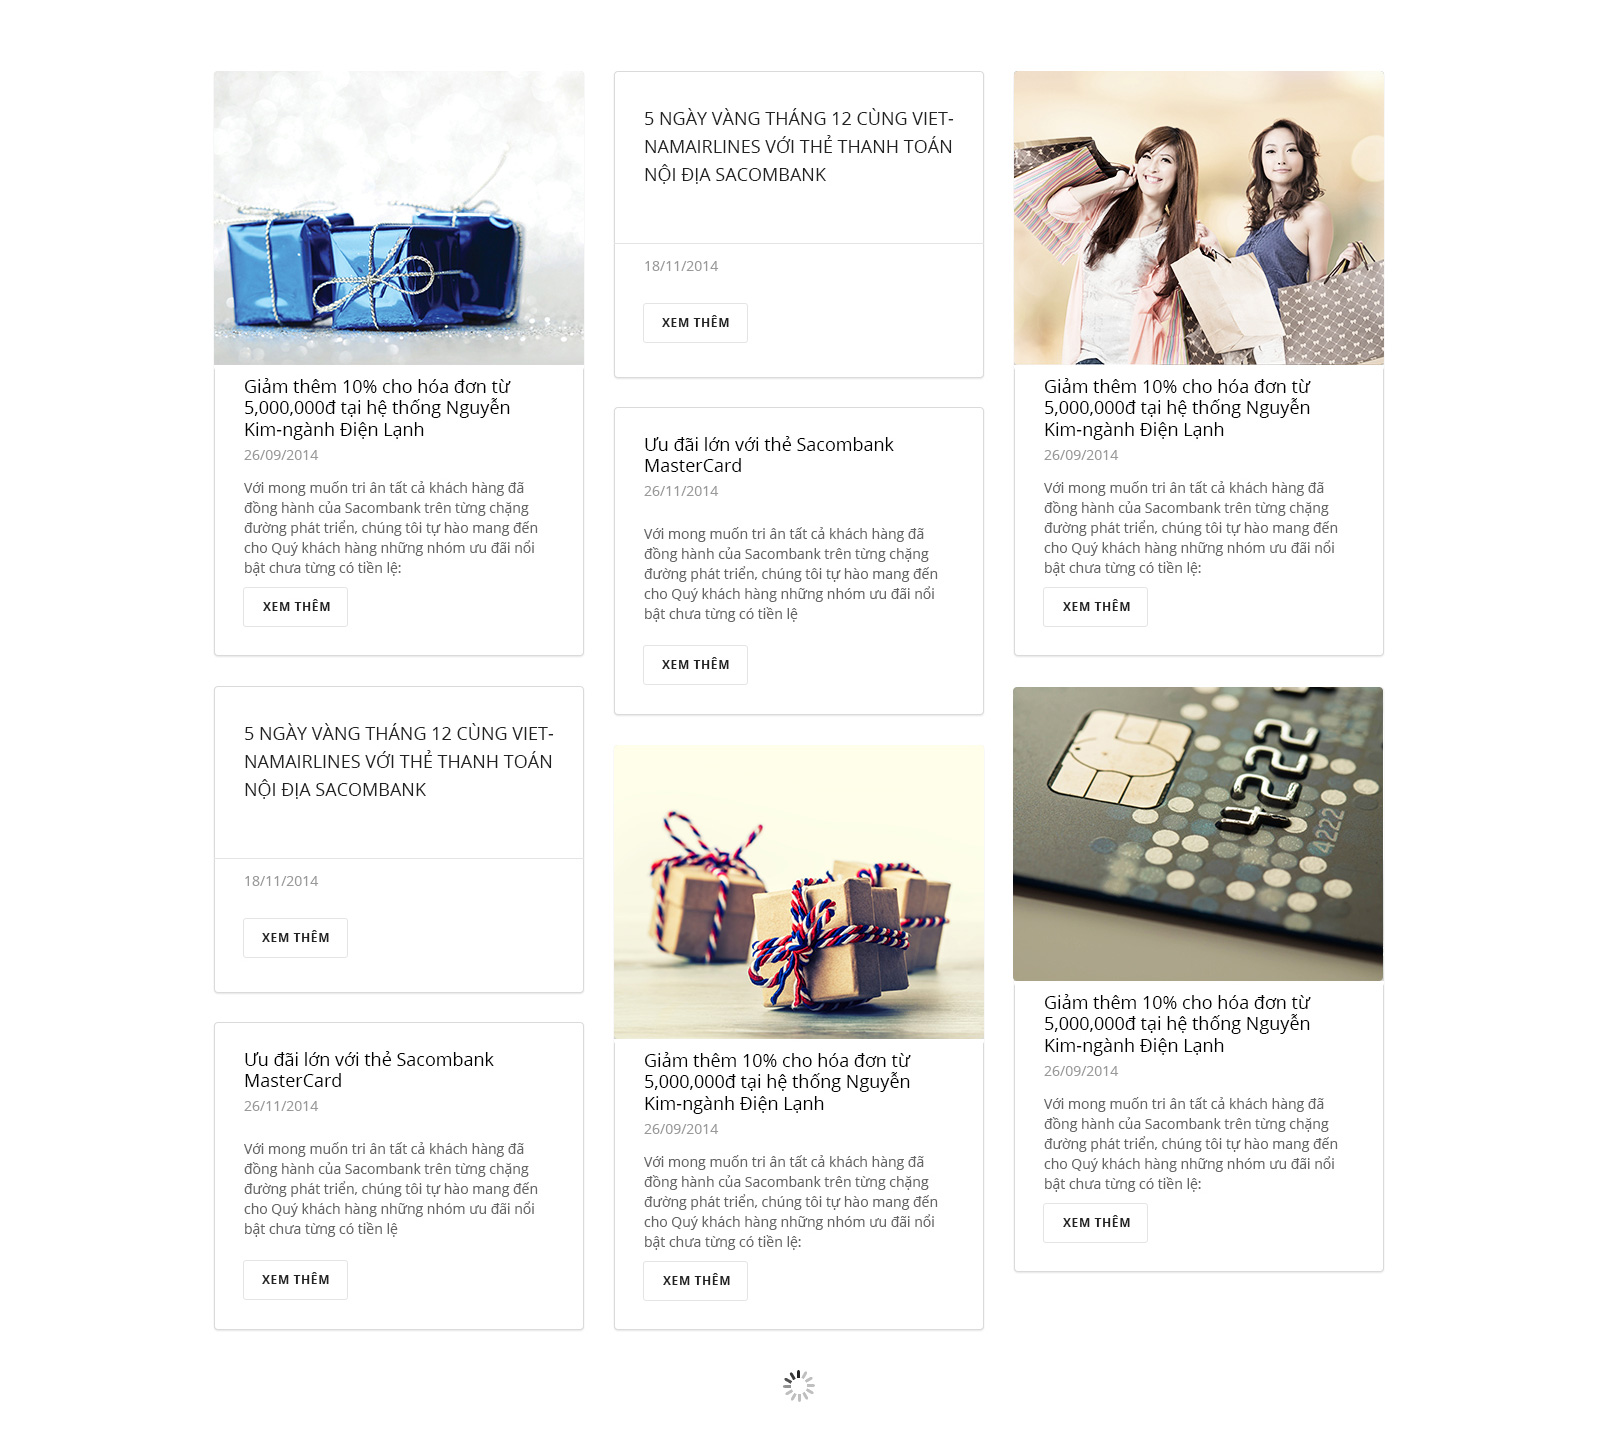 Giảm thêm 10% cho hóa đơn từ
5,000,000đ tại hệ thống Nguyễn
Kim-ngành Điện Lạnh
26/09/2014
Với mong muốn tri ân tất cả khách hàng đã
đồng hành của Sacombank trên từng chặng
đường phát triển, chúng tôi tự hào mang đến
cho Quý khách hàng những nhóm ưu đãi nổi
bật chưa từng có tiền lệ:
XEM THÊM
5 NGÀY VÀNG THÁNG 12 CÙNG VIET-
NAMAIRLINES VỚI THẺ THANH TOÁN
NỘI ĐỊA SACOMBANK
18/11/2014
XEM THÊM
Ưu đãi lớn với thẻ Sacombank
MasterCard
26/11/2014
Với mong muốn tri ân tất cả khách hàng đã
đồng hành của Sacombank trên từng chặng
đường phát triển, chúng tôi tự hào mang đến
cho Quý khách hàng những nhóm ưu đãi nổi
bật chưa từng có tiền lệ
XEM THÊM
5 NGÀY VÀNG THÁNG 12 CÙNG VIET-
NAMAIRLINES VỚI THẺ THANH TOÁN
NỘI ĐỊA SACOMBANK
18/11/2014
XEM THÊM
Ưu đãi lớn với thẻ Sacombank
MasterCard
26/11/2014
Với mong muốn tri ân tất cả khách hàng đã
đồng hành của Sacombank trên từng chặng
đường phát triển, chúng tôi tự hào mang đến
cho Quý khách hàng những nhóm ưu đãi nổi
bật chưa từng có tiền lệ
XEM THÊM
Giảm thêm 10% cho hóa đơn từ
5,000,000đ tại hệ thống Nguyễn
Kim-ngành Điện Lạnh
26/09/2014
Với mong muốn tri ân tất cả khách hàng đã
đồng hành của Sacombank trên từng chặng
đường phát triển, chúng tôi tự hào mang đến
cho Quý khách hàng những nhóm ưu đãi nổi
bật chưa từng có tiền lệ:
XEM THÊM
Giảm thêm 10% cho hóa đơn từ
5,000,000đ tại hệ thống Nguyễn
Kim-ngành Điện Lạnh
26/09/2014
Với mong muốn tri ân tất cả khách hàng đã
đồng hành của Sacombank trên từng chặng
đường phát triển, chúng tôi tự hào mang đến
cho Quý khách hàng những nhóm ưu đãi nổi
bật chưa từng có tiền lệ:
XEM THÊM
4222
4222
Giảm thêm 10% cho hóa đơn từ
5,000,000đ tại hệ thống Nguyễn
Kim-ngành Điện Lạnh
26/09/2014
Với mong muốn tri ân tất cả khách hàng đã
đồng hành của Sacombank trên từng chặng
đường phát triển, chúng tôi tự hào mang đến
cho Quý khách hàng những nhóm ưu đãi nổi
bật chưa từng có tiền lệ:
XEM THÊM